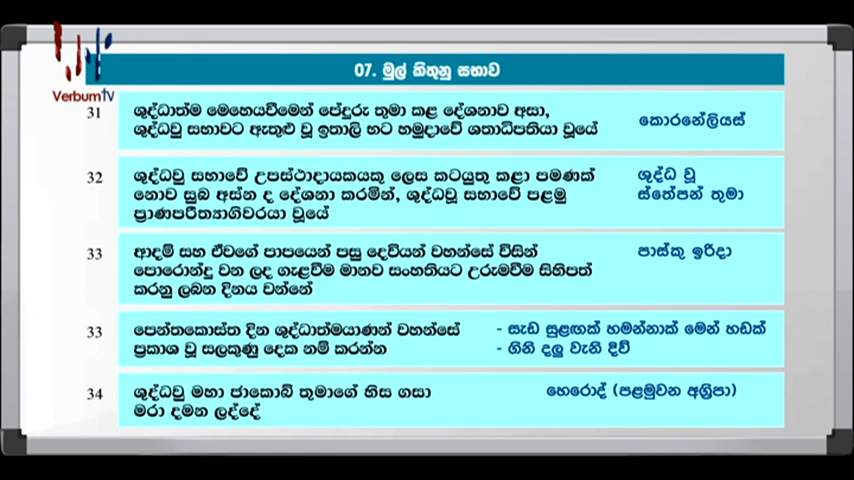 07. මුල් කිතුනු සභාව
Verbum TV
31 ශුද්ධාත්ම මෙහෙයවීමෙන් පේදුරු තුමා කළ දේශනාව අසා, කොරනේලියස්
ශුද්ධවු සභාවට ඇතුළු වූ ඉතාලි භට හමුදාවේ ශතාධිපතියා වූයේ
32 ශුද්ධවු සභාවේ උපස්ථාදායකයකු ලෙස කටයුතු කළා පමණක් ශුද්ධ වූ
නොව සුබ අස්න ද දේශනා කරමින්, ශුද්ධවූ සභාවේ පළමු ස්තේපන් තුමා
ප්‍රාණපරිත්‍යාගිවරයා වූයේ
33 ආදම් සහ ඒවගේ පාපයෙන් පසු දෙවියන් වහන්සේ විසින් පාස්කු ඉරිදා
පොරොන්දු වන ලද ගැළවීම මානව සංහතියට උරුමවීම සිහිපත්
කරනු ලබන දිනය වන්නේ
33 පෙන්තකොස්ත දින ශුද්ධාත්මයාණන් වහන්සේ - සැඩ සුළඟක් හමන්නාක් මෙන් හඩක්
ප්‍රකාශ වූ සලකුණු දෙක නම් කරන්න - ගිනි දලු වැනි දිව්
34 ශුද්ධවු මහා ජාකොබ් තුමාගේ හිස ගසා හෙරොද් (පළමුවන අග්‍රිපා)
මරා දමන ලද්දේ